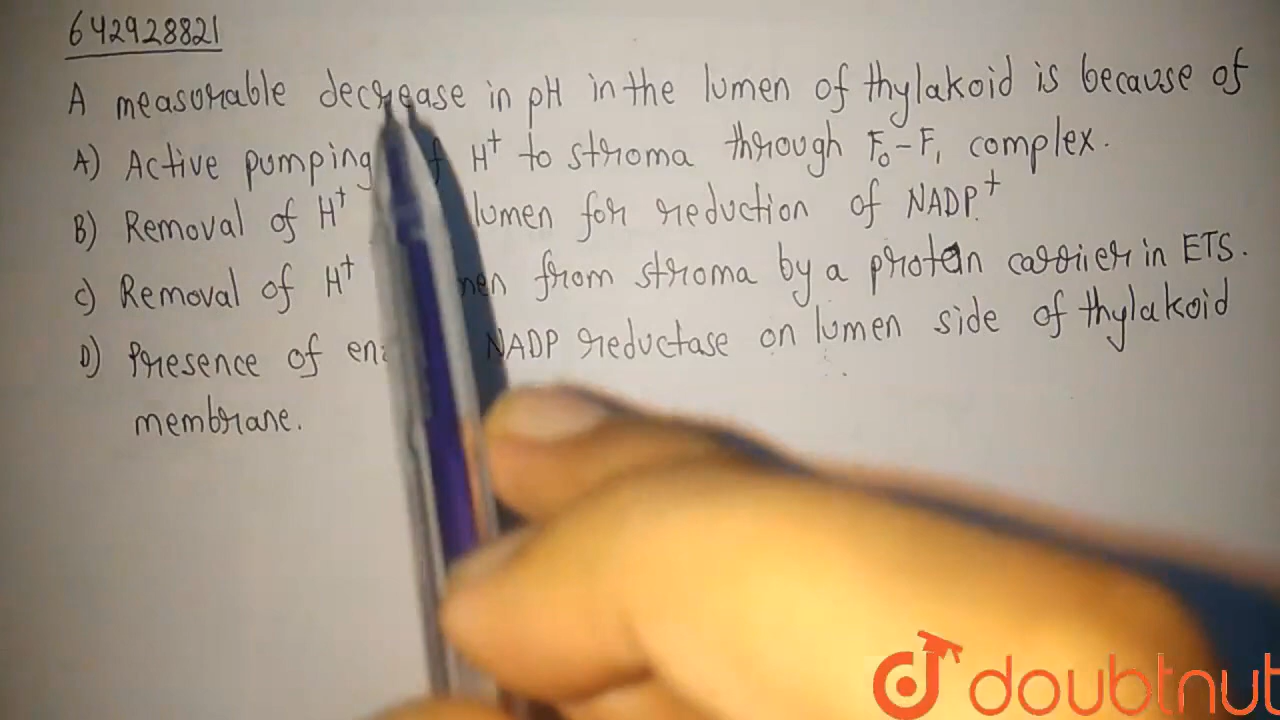 642928821
A measurable decrease in pH in the lumen of thylakoid is because of
A) Active pumping H+ to stroma through F0-F1 complex.
B) Removal of H+ lumen for reduction of NADP+
C) Removal of H+ from stroma by a protein carrier in ETS.
D) Presence of NADP reductase on lumen side of thylakoid
membrane.
doubtnut